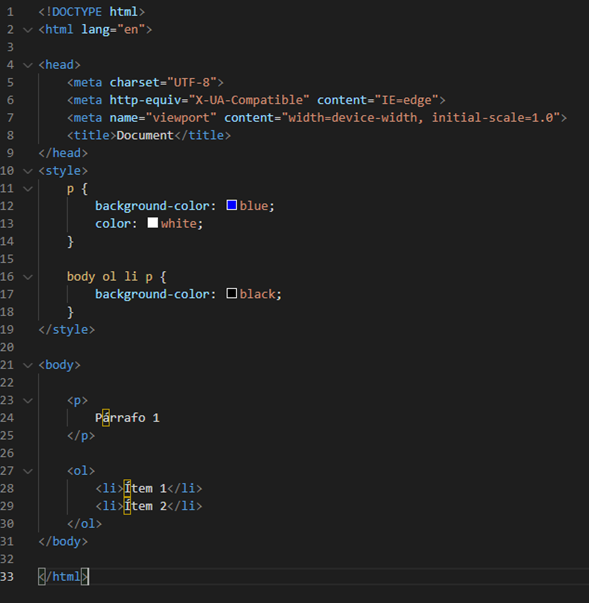 1 <!DOCTYPE html>
2 <html lang="en">
3
4 <head>
5     <meta charset="UTF-8">
6     <meta http-equiv="X-UA-Compatible" content="IE=edge">
7     <meta name="viewport" content="width=device-width, initial-scale=1.0">
8     <title>Document</title>
9 </head>
10 <style>
11     p {
12         background-color: blue;
13         color: white;
14     }
15
16     body ol li p {
17         background-color: black;
18     }
19 </style>
20
21 <body>
22
23     <p>
24         Párrafo 1
25     </p>
26
27     <ol>
28         <li>Ítem 1</li>
29         <li>Ítem 2</li>
30     </ol>
31 </body>
32
33 </html>